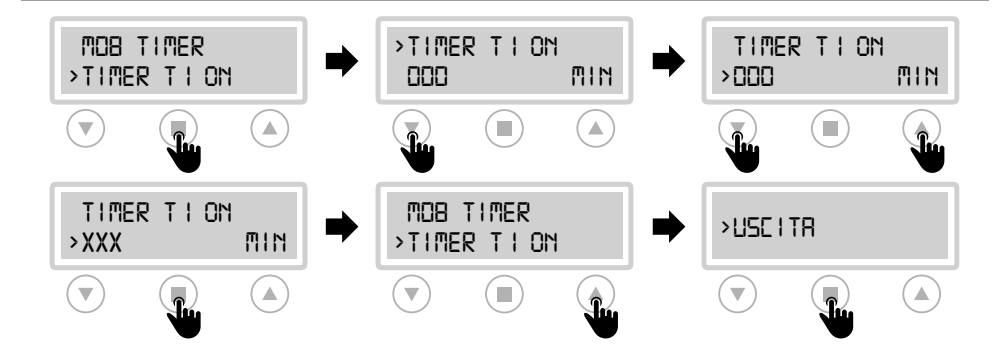 MOB TIMER
>TIMER T1 ON
>TIMER T1 ON
000 MIN
TIMER T1 ON
>000 MIN
TIMER T1 ON
>XXX MIN
MOB TIMER
>TIMER T1 ON
>USCITA